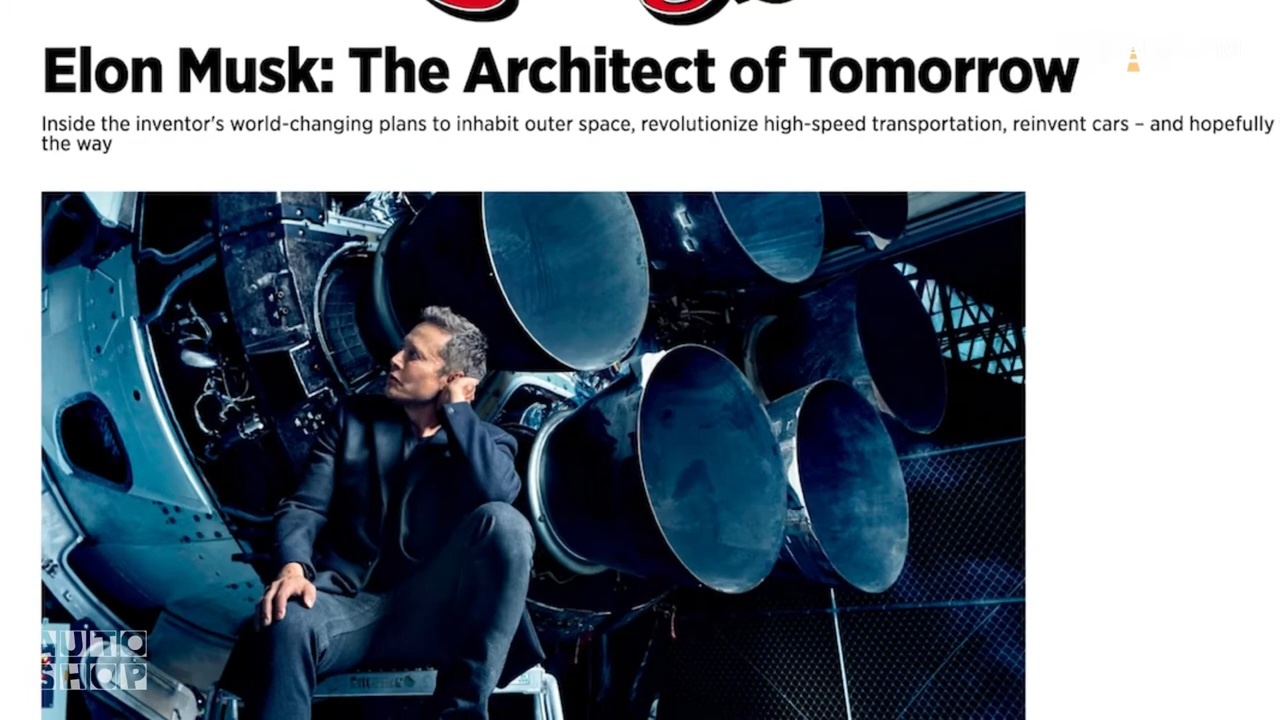 Elon Musk: The Architect of Tomorrow
Inside the inventor's world-changing plans to inhabit outer space, revolutionize high-speed transportation, reinvent cars – and hopefully
the way
AUTO
SHOP